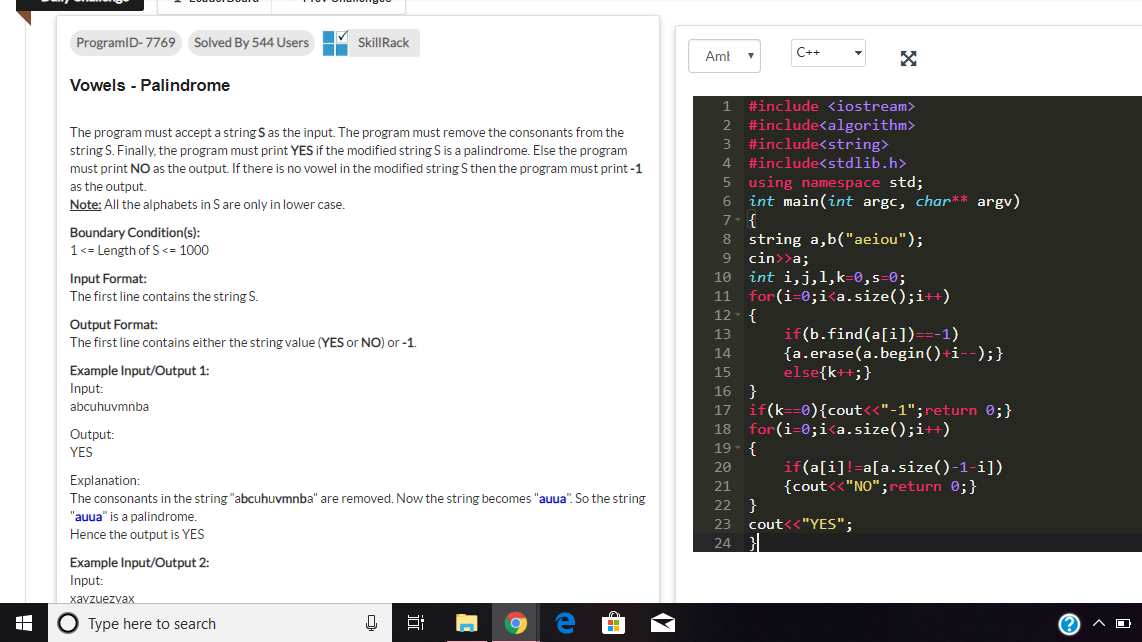 ProgramID- 7769 Solved By 544 Users SkillRack
Vowels - Palindrome
The program must accept a string S as the input. The program must remove the consonants from the
string S. Finally, the program must print YES if the modified string S is a palindrome. Else the program
must print NO as the output. If there is no vowel in the modified string S then the program must print -1
as the output.
Note: All the alphabets in S are only in lower case.
Boundary Condition(s):
1 <= Length of S <= 1000
Input Format:
The first line contains the string S.
Output Format:
The first line contains either the string value (YES or NO) or -1.
Example Input/Output 1:
Input:
abcuhuvmnba
Output:
YES
Explanation:
The consonants in the string "abcuhuvmnba" are removed. Now the string becomes "auua". So the string
"auua" is a palindrome.
Hence the output is YES
Example Input/Output 2:
Input:
xayzuezyax
C++
1 #include <iostream>
2 #include<algorithm>
3 #include<string>
4 #include<stdlib.h>
5 using namespace std;
6 int main(int argc, char** argv)
7 {
8 string a,b("aeiou");
9 cin>>a;
10 int i,j,l,k=0,s=0;
11 for(i=0;i<a.size();i++)
12 {
13 if(b.find(a[i])==-1)
14 {a.erase(a.begin()+i--);}
15 else{k++;}
16 }
17 if(k==0){cout<<"-1";return 0;}
18 for(i=0;i<a.size();i++)
19 {
20 if(a[i]!=a[a.size()-1-i])
21 {cout<<"NO";return 0;}
22 }
23 cout<<"YES";
24 }
Type here to search